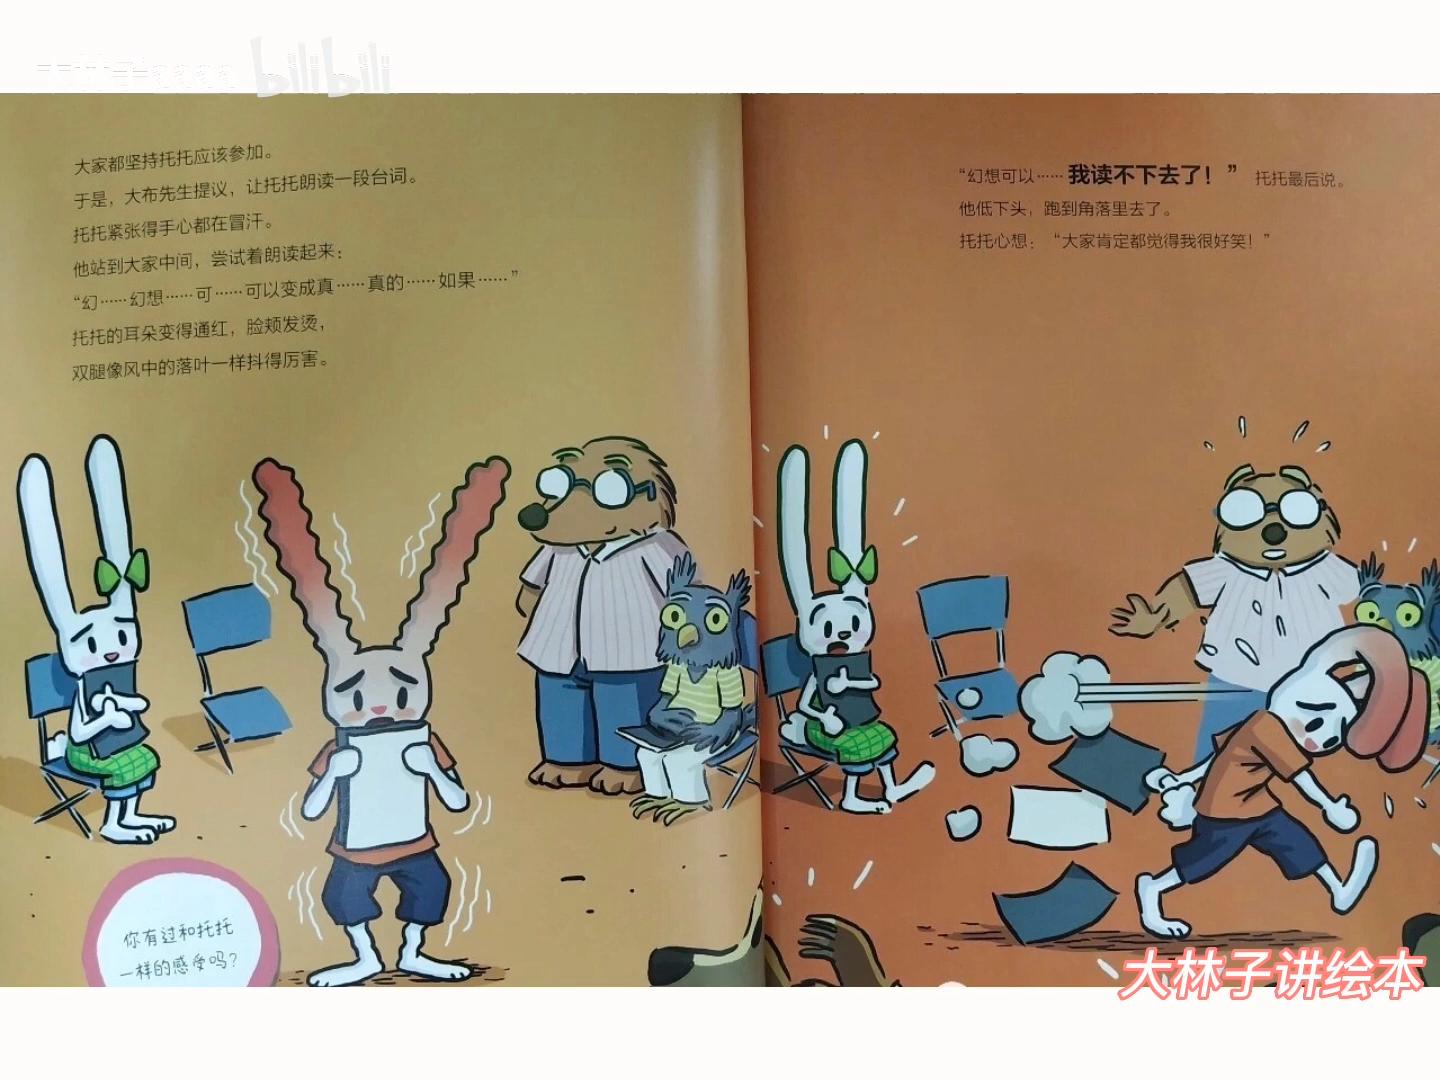 大林子aaaa bilibili
大家都坚持托托应该参加。
于是，大布先生提议，让托托朗读一段台词。
托托紧张得手心都在冒汗。
他站到大家中间，尝试着朗读起来：
“幻……幻想……可……可以变成真……真的……如果……”
托托的耳朵变得通红，脸颊发烫，
双腿像风中的落叶一样抖得厉害。
你有过和托托
一样的感受吗？
“幻想可以……我读不下去了！”托托最后说。
他低下头，跑到角落里去了。
托托心想：“大家肯定都觉得我很好笑！”
大林子讲绘本